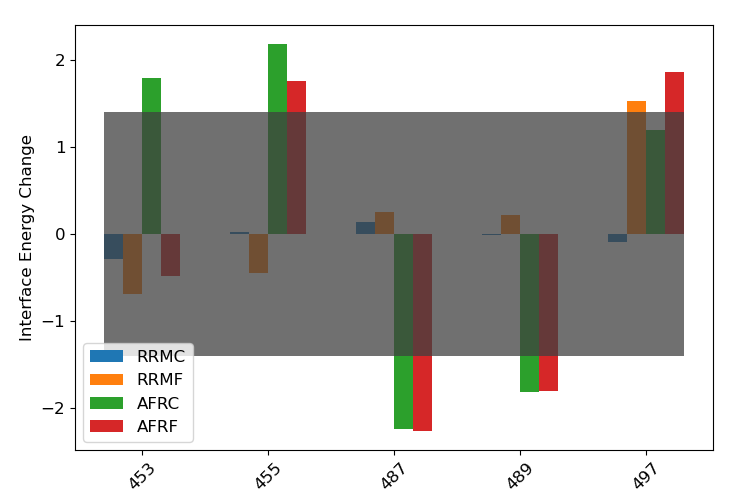 Interface Energy Change
2
1
0
−1
−2
RRMC
RRMF
AFRC
AFRF
453
455
487
489
497